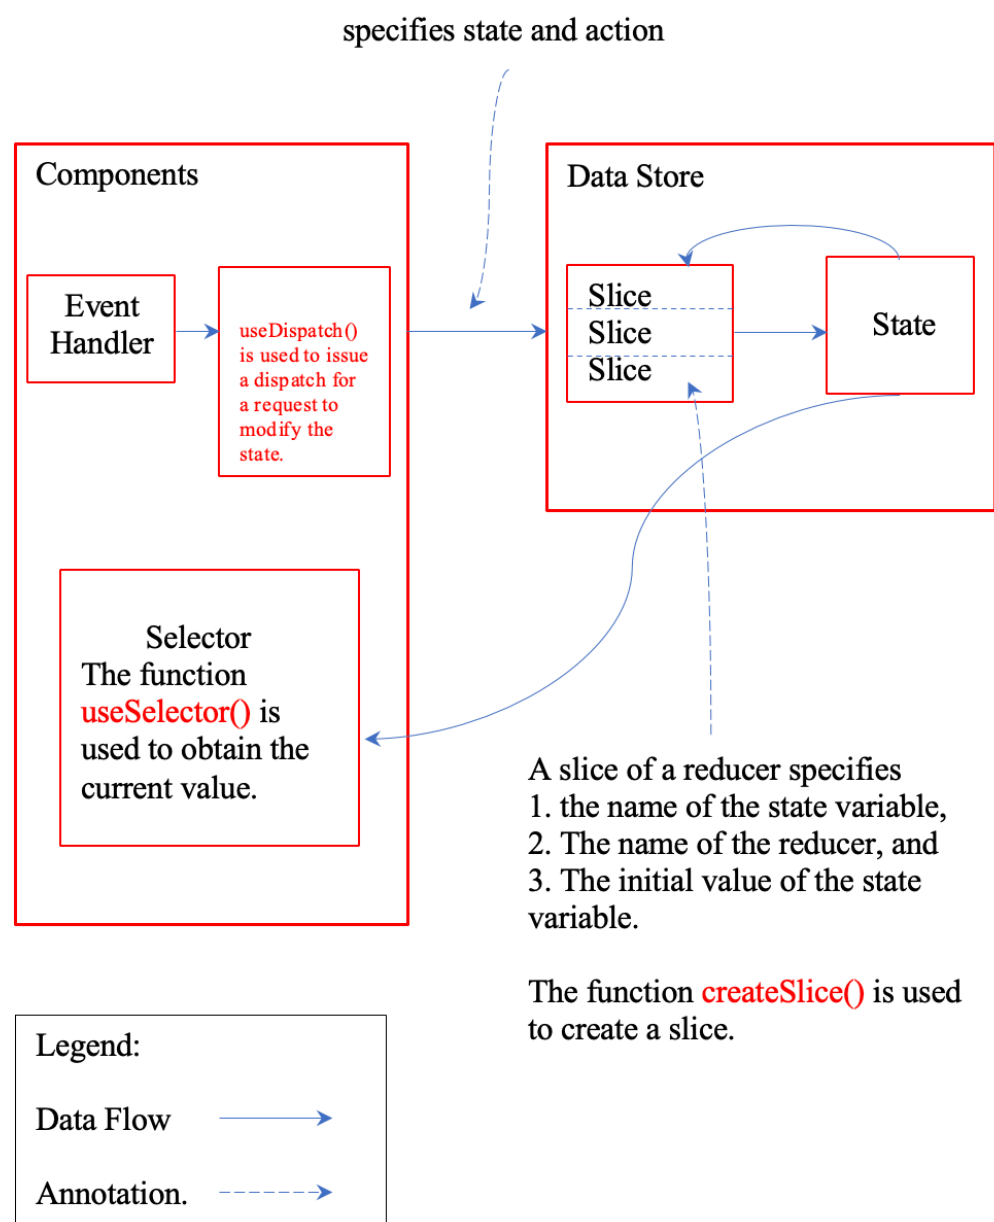 specifies state and action
Components
Data Store
Event
Handler
useDispatch()
is used to issue
a dispatch for
a request to
modify the
state.
Slice
Slice
Slice
State
Selector
The function
useSelector() is
used to obtain the
current value.
A slice of a reducer specifies
1. the name of the state variable,
2. The name of the reducer, and
3. The initial value of the state
variable.
The function createSlice() is used
to create a slice.
Legend:
Data Flow
Annotation.